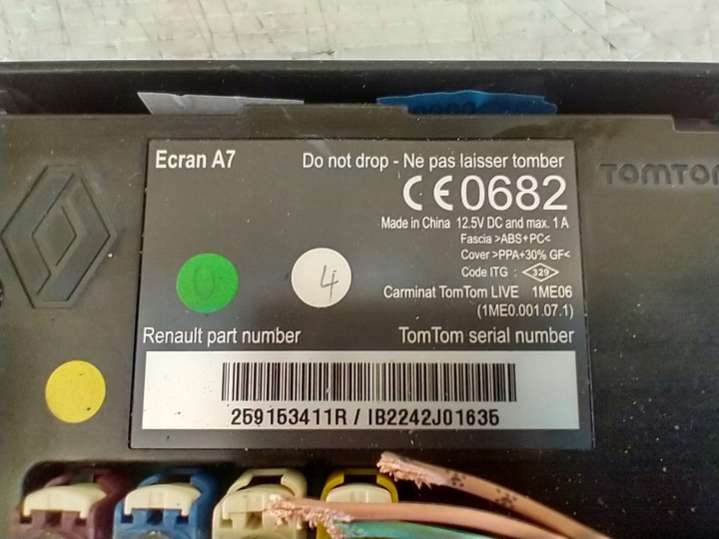 Ecran A7
Do not drop - Ne pas laisser tomber
CE0682
Made in China 12.5V DC and max. 1 A
Fascia >ABS+PC<
Cover >PPA+30% GF<
Code ITG : 329
Carminat TomTom LIVE 1ME06
(1ME0.001.07.1)
TOMTOM
0
4
Renault part number
TomTom serial number
259153411R / IB2242J01635